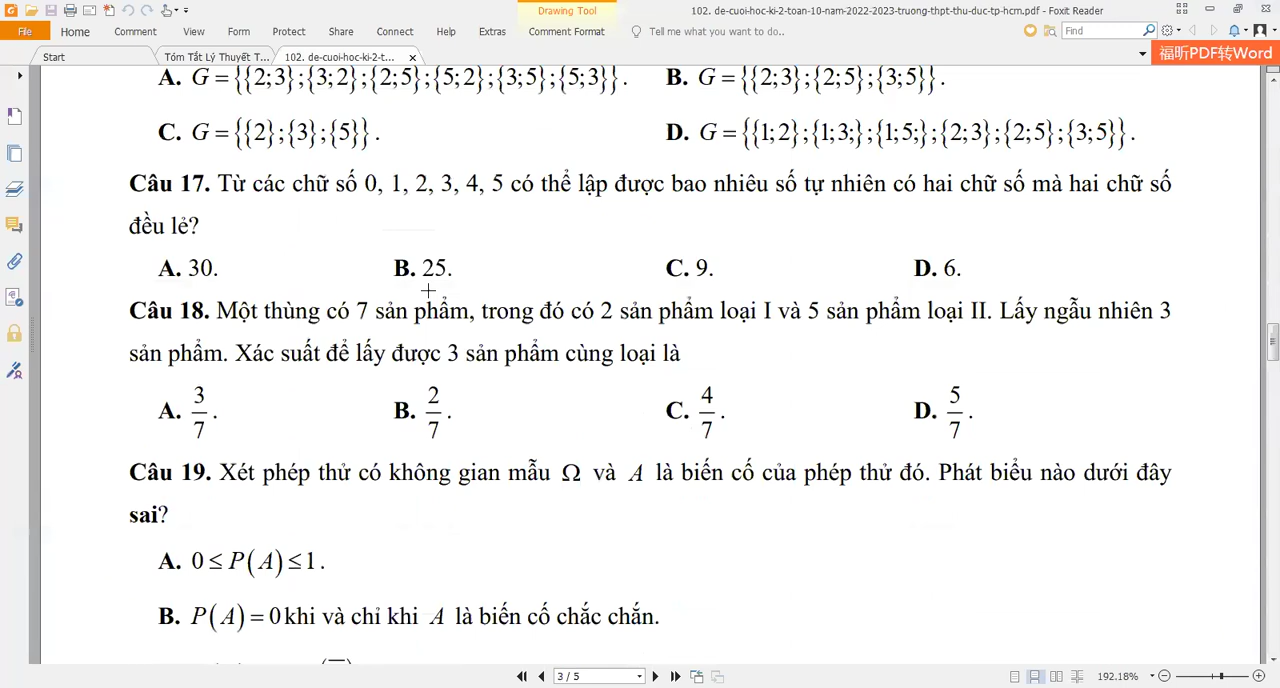 Drawing Tool
102. de-cuoi-hoc-ki-2-toan-10-nam-2022-2023-truong-thpt-thu-duc-tp-hcm.pdf - Foxit Reader
File Home Comment View Form Protect Share Connect Help Extras Comment Format Tell me what you want to do.. Find
Start Tóm Tắt Lý Thuyết T... 102. de-cuoi-hoc-ki-2-t... 福昕PDF转Word
A. G = {{2;3};{3;2};{2;5};{5;2};{3;5};{5;3}}. B. G = {{2;3};{2;5};{3;5}}.
C. G = {{2};{3};{5}}. D. G = {{1;2};{1;3;};{1;5;};{2;3};{2;5};{3;5}}.
Câu 17. Từ các chữ số 0, 1, 2, 3, 4, 5 có thể lập được bao nhiêu số tự nhiên có hai chữ số mà hai chữ số
đều lẻ?
A. 30. B. 25. C. 9. D. 6.
Câu 18. Một thùng có 7 sản phẩm, trong đó có 2 sản phẩm loại I và 5 sản phẩm loại II. Lấy ngẫu nhiên 3
sản phẩm. Xác suất để lấy được 3 sản phẩm cùng loại là
A. 3/7. B. 2/7. C. 4/7. D. 5/7.
Câu 19. Xét phép thử có không gian mẫu Ω và A là biến cố của phép thử đó. Phát biểu nào dưới đây
sai?
A. 0 ≤ P(A) ≤ 1.
B. P(A) = 0 khi và chỉ khi A là biến cố chắc chắn.
3 / 5 192.18%